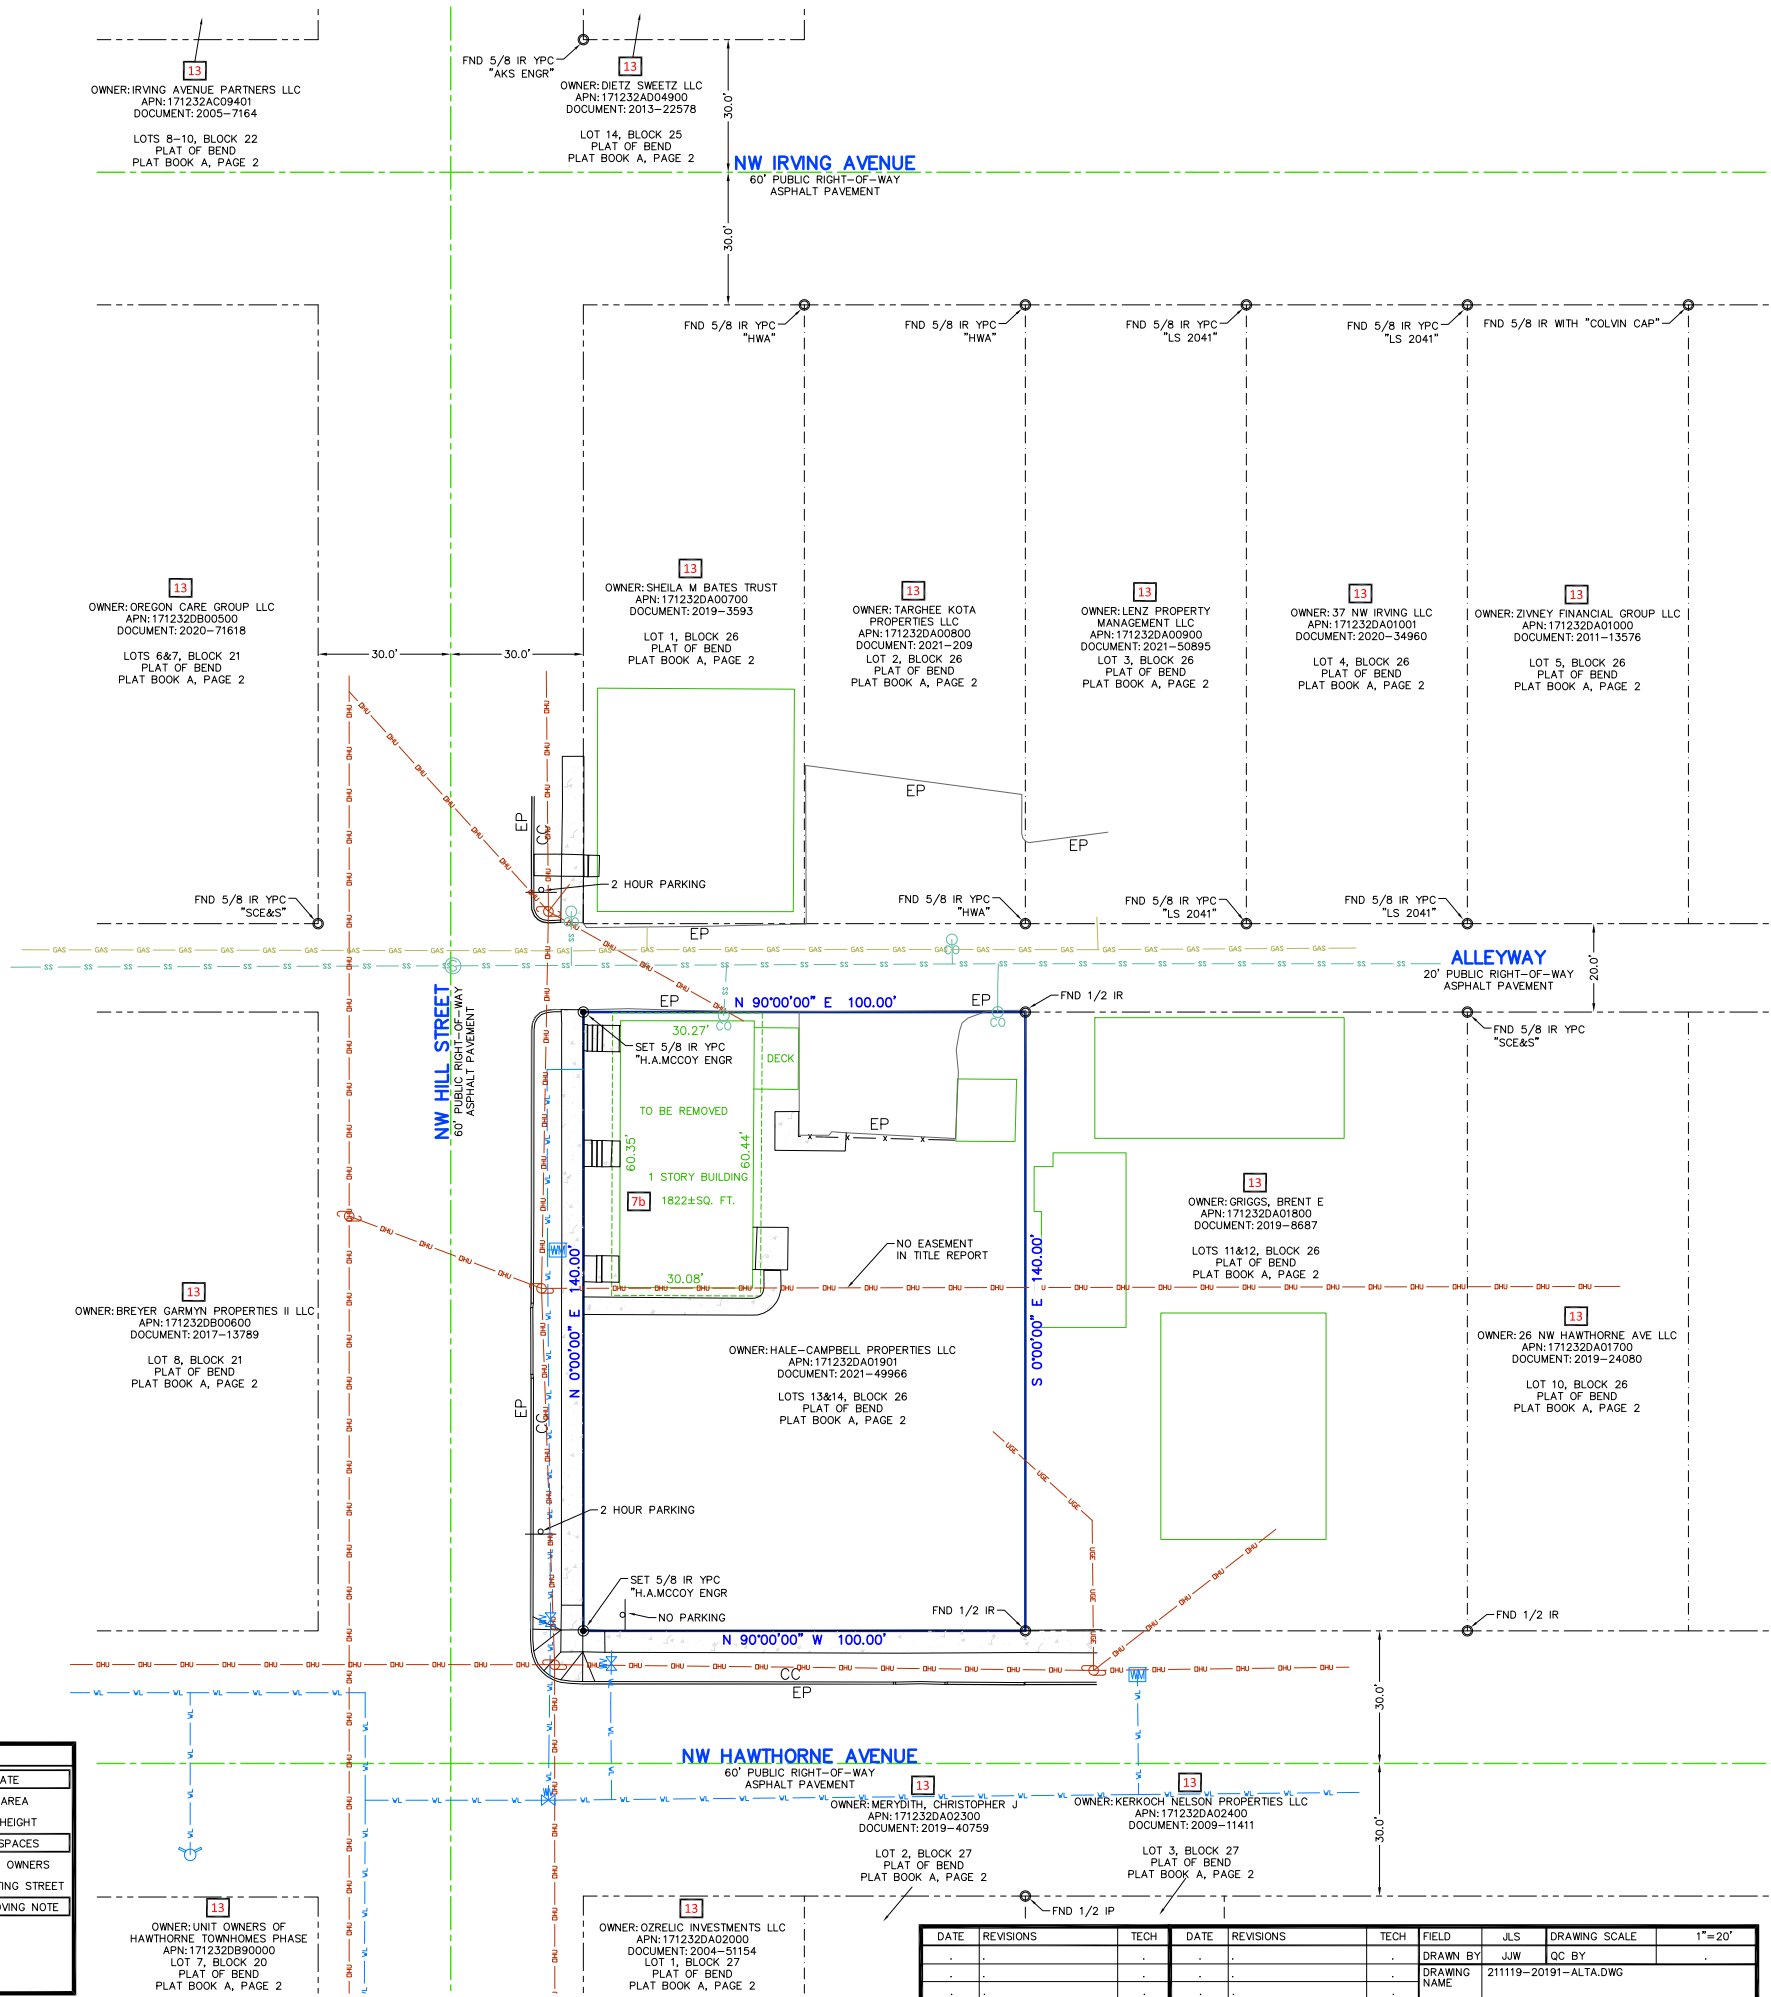 13
OWNER: IRVING AVENUE PARTNERS LLC
APN: 171232AC09401
DOCUMENT: 2005-7164
LOTS 8-10, BLOCK 22
PLAT OF BEND
PLAT BOOK A, PAGE 2
FND 5/8 IR YPC
"AKS ENGR"
13
OWNER: DIETZ SWEETZ LLC
APN: 171232AD04900
DOCUMENT: 2013-22578
LOT 14, BLOCK 25
PLAT OF BEND
PLAT BOOK A, PAGE 2
30.0'
NW IRVING AVENUE
60' PUBLIC RIGHT-OF-WAY
ASPHALT PAVEMENT
30.0'
FND 5/8 IR YPC
"HWA"
FND 5/8 IR YPC
"HWA"
FND 5/8 IR YPC
"LS 2041"
FND 5/8 IR YPC
"LS 2041"
FND 5/8 IR WITH "COLVIN CAP"
13
OWNER: OREGON CARE GROUP LLC
APN: 171232DB00500
DOCUMENT: 2020-71618
LOTS 6&7, BLOCK 21
PLAT OF BEND
PLAT BOOK A, PAGE 2
30.0'
30.0'
13
OWNER: SHEILA M BATES TRUST
APN: 171232DA00700
DOCUMENT: 2019-3593
LOT 1, BLOCK 26
PLAT OF BEND
PLAT BOOK A, PAGE 2
13
OWNER: TARGHEE KOTA
PROPERTIES LLC
APN: 171232DA00800
DOCUMENT: 2021-209
LOT 2, BLOCK 26
PLAT OF BEND
PLAT BOOK A, PAGE 2
13
OWNER: LENZ PROPERTY
MANAGEMENT LLC
APN: 171232DA00900
DOCUMENT: 2021-50895
LOT 3, BLOCK 26
PLAT OF BEND
PLAT BOOK A, PAGE 2
13
OWNER: 37 NW IRVING LLC
APN: 171232DA01001
DOCUMENT: 2020-34960
LOT 4, BLOCK 26
PLAT OF BEND
PLAT BOOK A, PAGE 2
13
OWNER: ZIVNEY FINANCIAL GROUP LLC
APN: 171232DA01000
DOCUMENT: 2011-13576
LOT 5, BLOCK 26
PLAT OF BEND
PLAT BOOK A, PAGE 2
EP
CC
EP
EP
2 HOUR PARKING
FND 5/8 IR YPC
"SCE&S"
FND 5/8 IR YPC
"HWA"
FND 5/8 IR YPC
"LS 2041"
FND 5/8 IR YPC
"LS 2041"
EP
GAS
SS
OHU
ALLEYWAY
20' PUBLIC RIGHT-OF-WAY
ASPHALT PAVEMENT
20.0'
NW HILL STREET
60' PUBLIC RIGHT-OF-WAY
ASPHALT PAVEMENT
EP
N 90°00'00" E 100.00'
EP
FND 1/2 IR
CO
CO
CO
FND 5/8 IR YPC
"SCE&S"
30.27'
SET 5/8 IR YPC
"H.A.MCCOY ENGR
DECK
TO BE REMOVED
60.35'
60.44'
EP
1 STORY BUILDING
7b
1822±SQ. FT.
WM
30.08'
NO EASEMENT
IN TITLE REPORT
N 0°00'00" E 140.00'
S 0°00'00" E 140.00'
13
OWNER: GRIGGS, BRENT E
APN: 171232DA01800
DOCUMENT: 2019-8687
LOTS 11&12, BLOCK 26
PLAT OF BEND
PLAT BOOK A, PAGE 2
13
OWNER: BREYER GARMYN PROPERTIES II LLC
APN: 171232DB00600
DOCUMENT: 2017-13789
LOT 8, BLOCK 21
PLAT OF BEND
PLAT BOOK A, PAGE 2
OWNER: HALE-CAMPBELL PROPERTIES LLC
APN: 171232DA01901
DOCUMENT: 2021-49966
LOTS 13&14, BLOCK 26
PLAT OF BEND
PLAT BOOK A, PAGE 2
13
OWNER: 26 NW HAWTHORNE AVE LLC
APN: 171232DA01700
DOCUMENT: 2019-24080
LOT 10, BLOCK 26
PLAT OF BEND
PLAT BOOK A, PAGE 2
EP
CC
UGE
2 HOUR PARKING
SET 5/8 IR YPC
"H.A.MCCOY ENGR
NO PARKING
FND 1/2 IR
FND 1/2 IR
N 90°00'00" W 100.00'
WV
CC
EP
WM
WL
30.0'
NW HAWTHORNE AVENUE
60' PUBLIC RIGHT-OF-WAY
ASPHALT PAVEMENT
30.0'
13
OWNER: MERYDITH, CHRISTOPHER J
APN: 171232DA02300
DOCUMENT: 2019-40759
LOT 2, BLOCK 27
PLAT OF BEND
PLAT BOOK A, PAGE 2
13
OWNER: KERKOCH NELSON PROPERTIES LLC
APN: 171232DA02400
DOCUMENT: 2009-11411
LOT 3, BLOCK 27
PLAT OF BEND
PLAT BOOK A, PAGE 2
ATE
AREA
HEIGHT
SPACES
OWNERS
TING STREET
OVING NOTE
13
OWNER: UNIT OWNERS OF
HAWTHORNE TOWNHOMES PHASE
APN: 171232DB90000
LOT 7, BLOCK 20
PLAT OF BEND
PLAT BOOK A, PAGE 2
13
OWNER: OZRELIC INVESTMENTS LLC
APN: 171232DA02000
DOCUMENT: 2004-51154
LOT 1, BLOCK 27
PLAT OF BEND
PLAT BOOK A, PAGE 2
FND 1/2 IP
DATE REVISIONS TECH DATE REVISIONS TECH FIELD JLS DRAWING SCALE 1"=20'
DRAWN BY JJW QC BY
DRAWING NAME 211119-20191-ALTA.DWG